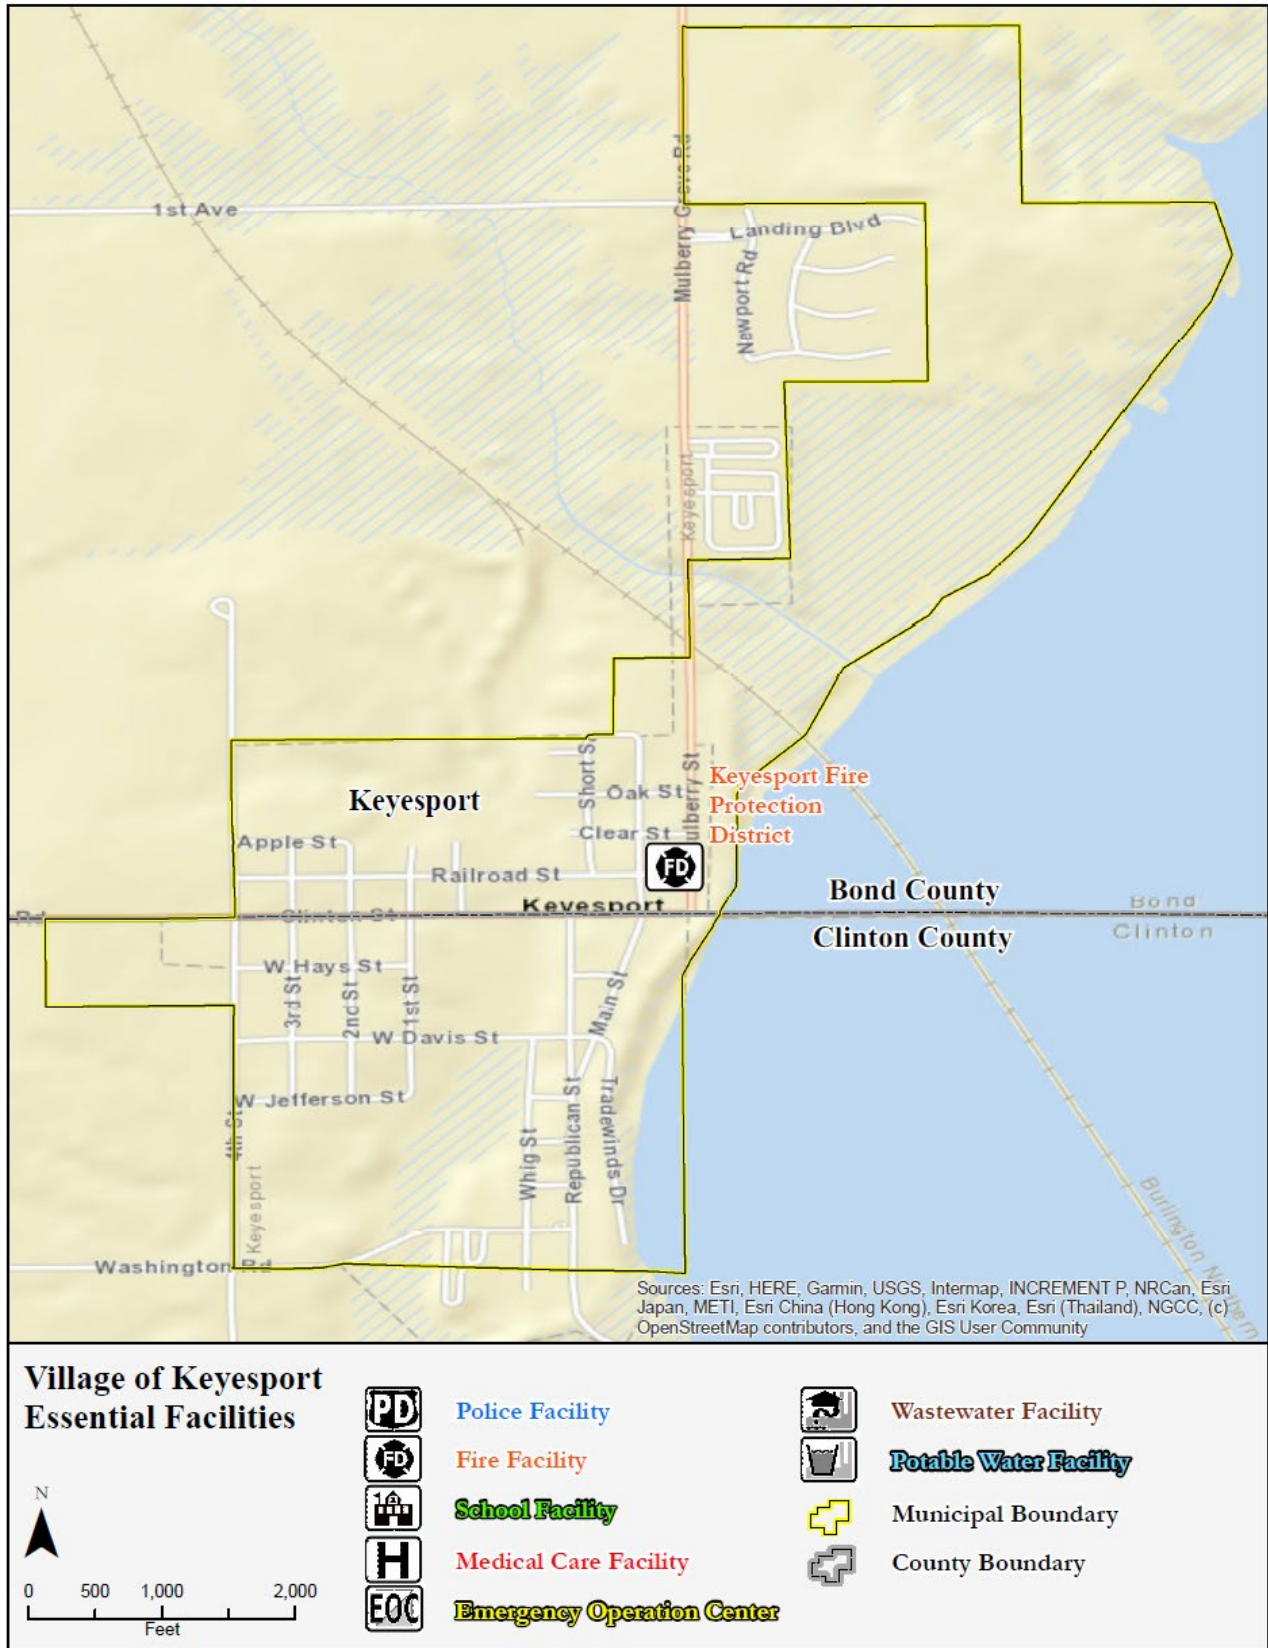 1st Ave
Mulberry Grove Rd
Landing Blvd
Newport Rd
Keyesport
Short St
Oak St
Mulberry St
Keyesport Fire
Protection
District
Keyesport
Clear St
Apple St
FD
Railroad St
Keyesport
Bond County
Bond
Rd
Clinton St
Clinton County
Clinton
W Hays St
3rd St
2nd St
1st St
Main St
W Davis St
W Jefferson St
4th St
Whig St
Republican St
Tradewinds Dr
Keyesport
Burlington Northern
Washington Rd
Sources: Esri, HERE, Garmin, USGS, Intermap, INCREMENT P, NRCan, Esri
Japan, METI, Esri China (Hong Kong), Esri Korea, Esri (Thailand), NGCC, (c)
OpenStreetMap contributors, and the GIS User Community
Village of Keyesport
Essential Facilities
N
0 500 1,000 2,000
Feet
PD Police Facility
FD Fire Facility
School Facility
H Medical Care Facility
EOC Emergency Operation Center
Wastewater Facility
Potable Water Facility
Municipal Boundary
County Boundary